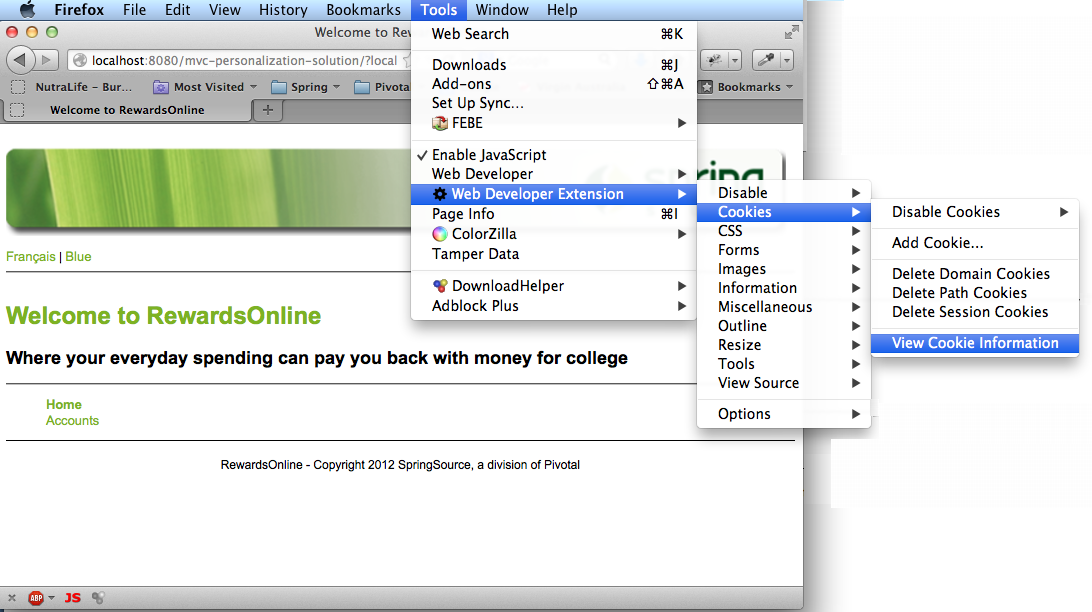 Firefox File Edit View History Bookmarks Tools Window Help
Welcome to Rew
localhost:8080/mvc-personalization-solution/?local
NutraLife – Bur... Most Visited Spring Pivota Bookmarks
Welcome to RewardsOnline
Web Search ⌘K
Downloads ⌘J
Add-ons ⇧⌘A
Set Up Sync...
FEBE
Enable JavaScript
Web Developer
Web Developer Extension
Page Info ⌘I
ColorZilla
Tamper Data
DownloadHelper
Adblock Plus
Disable
Cookies
CSS
Forms
Images
Information
Miscellaneous
Outline
Resize
Tools
View Source
Options
Disable Cookies
Add Cookie...
Delete Domain Cookies
Delete Path Cookies
Delete Session Cookies
View Cookie Information
Français | Blue
Welcome to RewardsOnline
Where your everyday spending can pay you back with money for college
Home
Accounts
RewardsOnline - Copyright 2012 SpringSource, a division of Pivotal
ABP JS